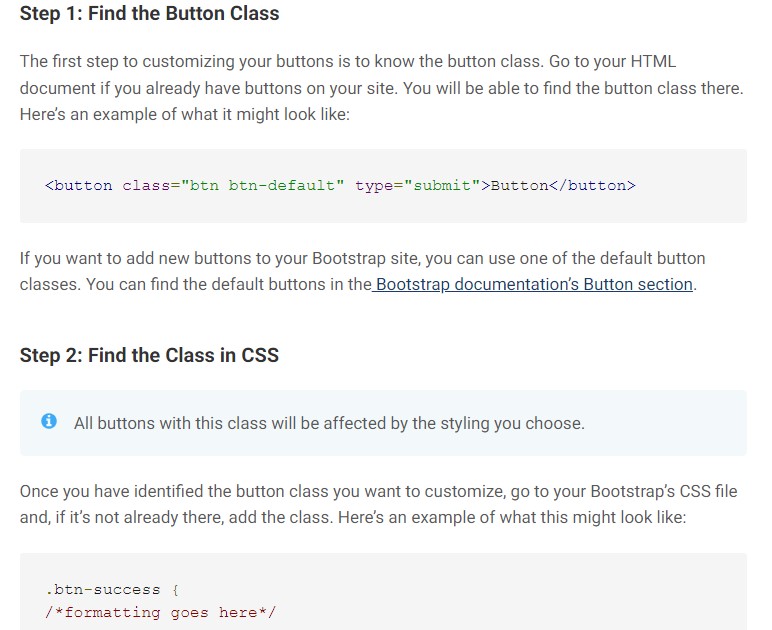 Step 1: Find the Button Class
The first step to customizing your buttons is to know the button class. Go to your HTML
document if you already have buttons on your site. You will be able to find the button class there.
Here's an example of what it might look like:
<button class="btn btn-default" type="submit">Button</button>
If you want to add new buttons to your Bootstrap site, you can use one of the default button
classes. You can find the default buttons in the Bootstrap documentation's Button section.
Step 2: Find the Class in CSS
All buttons with this class will be affected by the styling you choose.
Once you have identified the button class you want to customize, go to your Bootstrap's CSS file
and, if it's not already there, add the class. Here's an example of what this might look like:
.btn-success {
/*formatting goes here*/